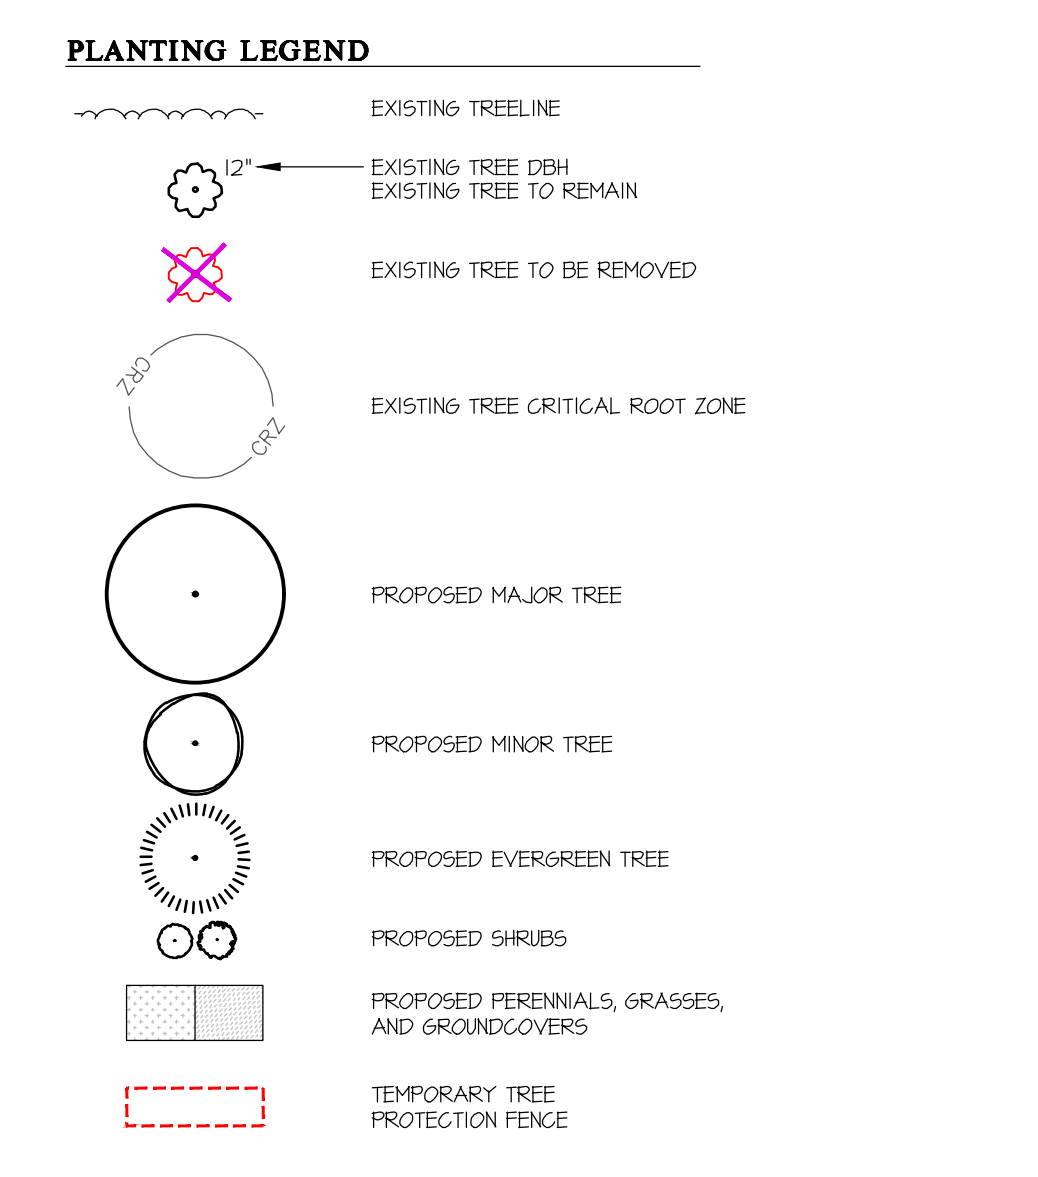 PLANTING LEGEND
EXISTING TREELINE
12" EXISTING TREE DBH
EXISTING TREE TO REMAIN
EXISTING TREE TO BE REMOVED
CRZ
EXISTING TREE CRITICAL ROOT ZONE
CRZ
PROPOSED MAJOR TREE
PROPOSED MINOR TREE
PROPOSED EVERGREEN TREE
PROPOSED SHRUBS
PROPOSED PERENNIALS, GRASSES,
AND GROUNDCOVERS
TEMPORARY TREE
PROTECTION FENCE